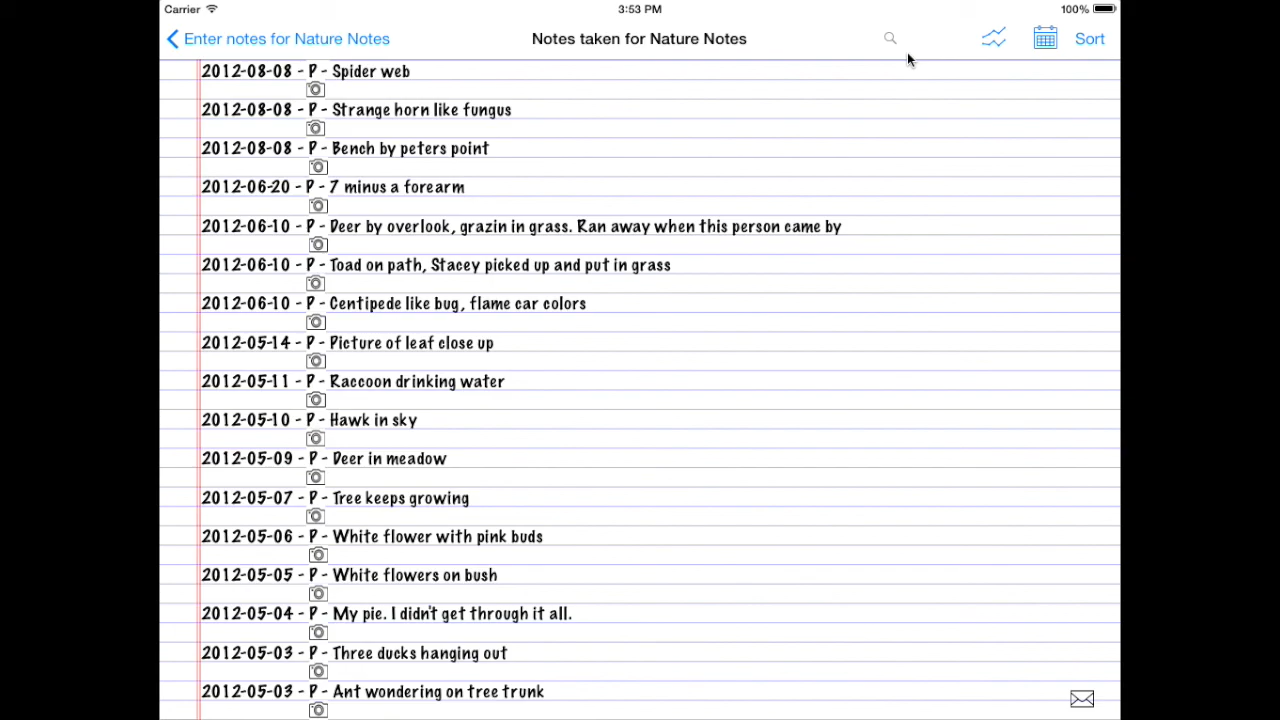 Carrier 3:53 PM 100%
Enter notes for Nature Notes Notes taken for Nature Notes Sort
2012-08-08 - P - Spider web
2012-08-08 - P - Strange horn like fungus
2012-08-08 - P - Bench by peters point
2012-06-20 - P - 7 minus a forearm
2012-06-10 - P - Deer by overlook, grazin in grass. Ran away when this person came by
2012-06-10 - P - Toad on path, Stacey picked up and put in grass
2012-06-10 - P - Centipede like bug, flame car colors
2012-05-14 - P - Picture of leaf close up
2012-05-11 - P - Raccoon drinking water
2012-05-10 - P - Hawk in sky
2012-05-09 - P - Deer in meadow
2012-05-07 - P - Tree keeps growing
2012-05-06 - P - White flower with pink buds
2012-05-05 - P - White flowers on bush
2012-05-04 - P - My pie. I didn't get through it all.
2012-05-03 - P - Three ducks hanging out
2012-05-03 - P - Ant wondering on tree trunk